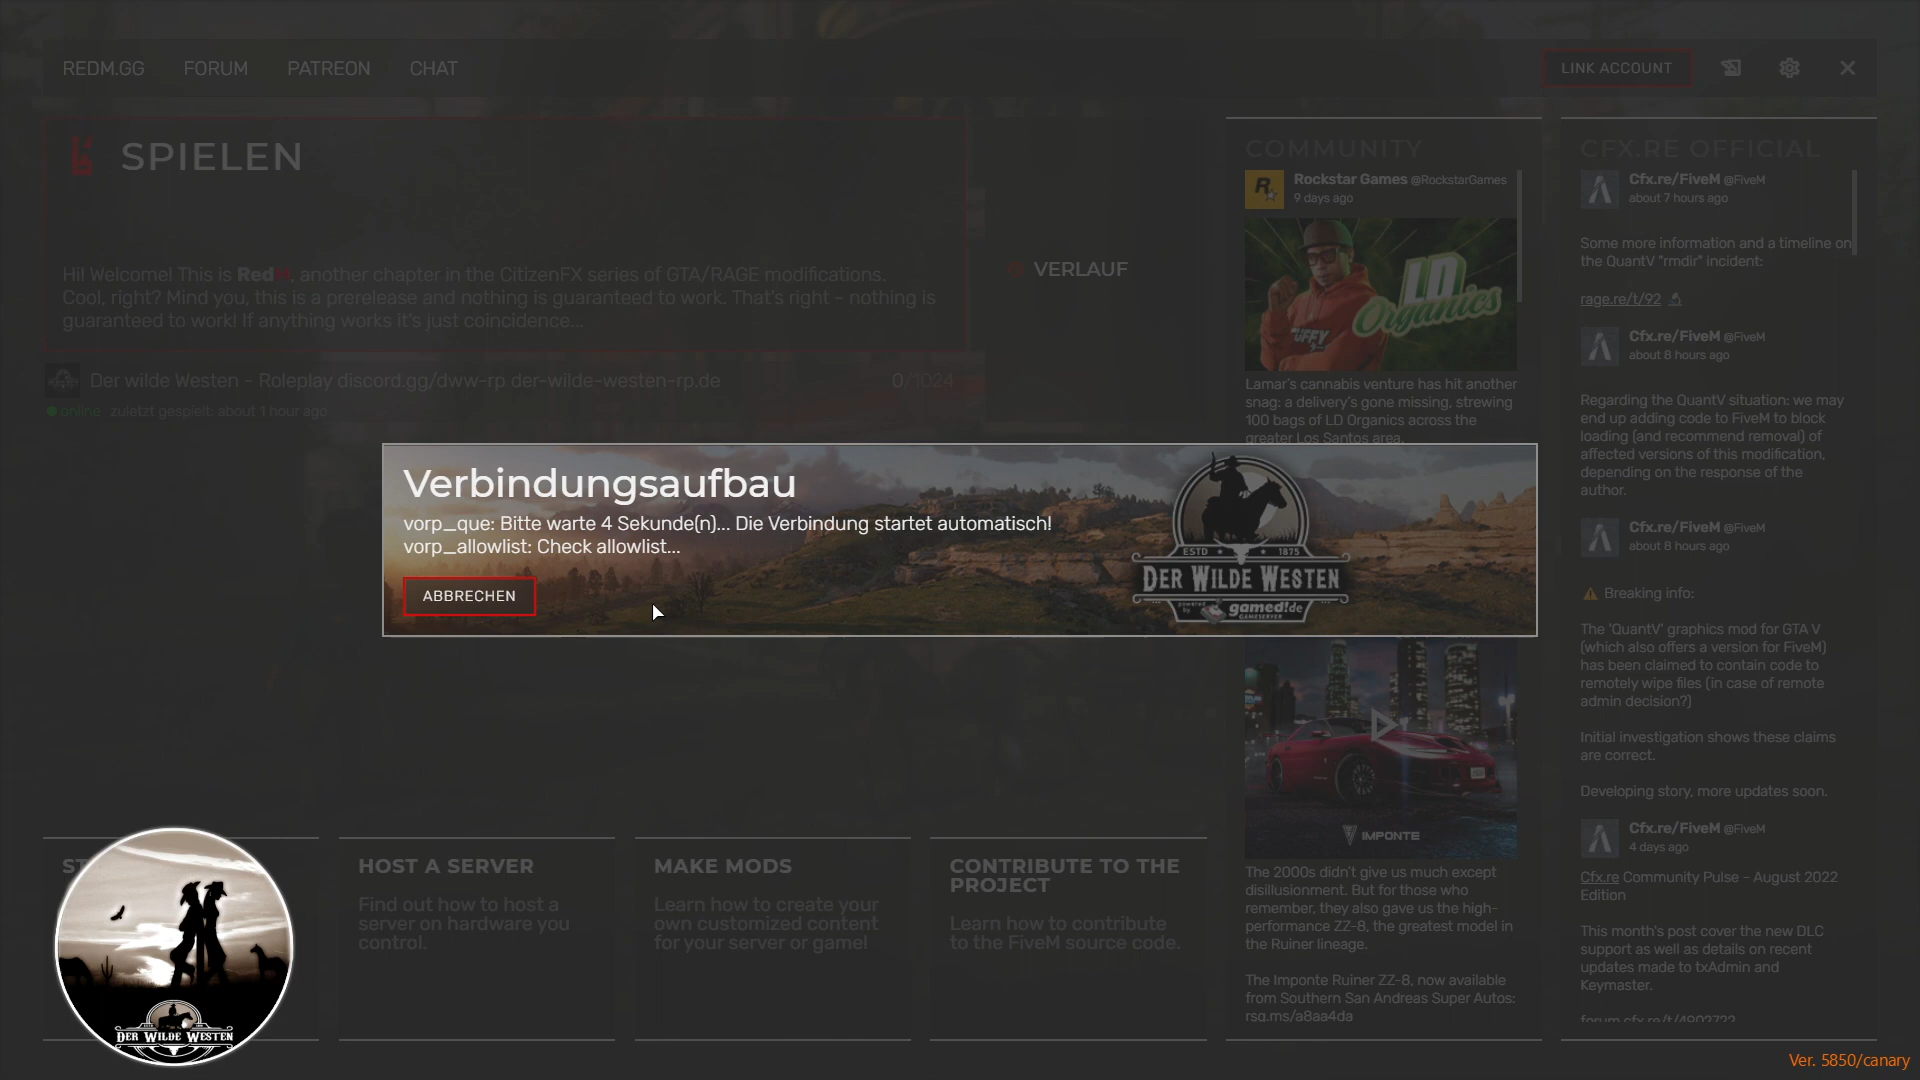 REDM.GG
FORUM
PATREON
CHAT
LINK ACCOUNT
SPIELEN
Hi! Welcome! This is RedM, another chapter in the CitizenFX series of GTA/RAGE modifications.
Cool, right? Mind you, this is a prerelease and nothing is guaranteed to work. That's right - nothing is
guaranteed to work! If anything works it's just coincidence...
VERLAUF
Der wilde Westen - Roleplay discord.gg/dww-rp der-wilde-westen-rp.de
0/1024
online zuletzt gespielt: about 1 hour ago
Verbindungsaufbau
vorp_que: Bitte warte 4 Sekunde(n)... Die Verbindung startet automatisch!
vorp_allowlist: Check allowlist...
ABBRECHEN
ESTD 1875
DER WILDE WESTEN
powered by gamed!de
GAMESERVER
HOST A SERVER
Find out how to host a
server on hardware you
control.
MAKE MODS
Learn how to create your
own customized content
for your server or game!
CONTRIBUTE TO THE
PROJECT
Learn how to contribute
to the FiveM source code.
DER WILDE WESTEN
COMMUNITY
Rockstar Games @RockstarGames
9 days ago
LD
Organics
PUFFY
Lamar's cannabis venture has hit another
snag: a delivery's gone missing, strewing
100 bags of LD Organics across the
greater Los Santos area.
IMPONTE
The 2000s didn't give us much except
disillusionment. But for those who
remember, they also gave us the high-
performance ZZ-8, the greatest model in
the Ruiner lineage.
The Imponte Ruiner ZZ-8, now available
from Southern San Andreas Super Autos:
rsg.ms/a8aa4da
CFX.RE OFFICIAL
Cfx.re/FiveM @FiveM
about 7 hours ago
Some more information and a timeline on
the QuantV "rmdir" incident:
rage.re/t/92
Cfx.re/FiveM @FiveM
about 8 hours ago
Regarding the QuantV situation: we may
end up adding code to FiveM to block
loading (and recommend removal) of
affected versions of this modification,
depending on the response of the
author.
Cfx.re/FiveM @FiveM
about 8 hours ago
Breaking info:
The 'QuantV' graphics mod for GTA V
(which also offers a version for FiveM)
has been claimed to contain code to
remotely wipe files (in case of remote
admin decision?)
Initial investigation shows these claims
are correct.
Developing story, more updates soon.
Cfx.re/FiveM @FiveM
4 days ago
Cfx.re Community Pulse - August 2022
Edition
This month's post cover the new DLC
support as well as details on recent
updates made to txAdmin and
Keymaster.
forum.cfx.re/t/4902722
Ver. 5850/canary